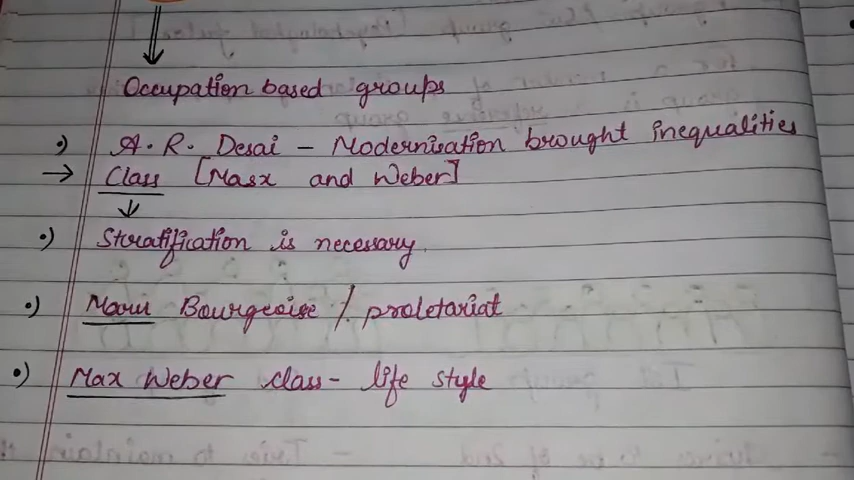 Occupation based groups
•) A. R. Desai - Modernisation brought inequalities
→ Class [Marx and Weber]
•) Stratification is necessary.
•) Bourgeoise / proletariat
•) Max Weber class - life style